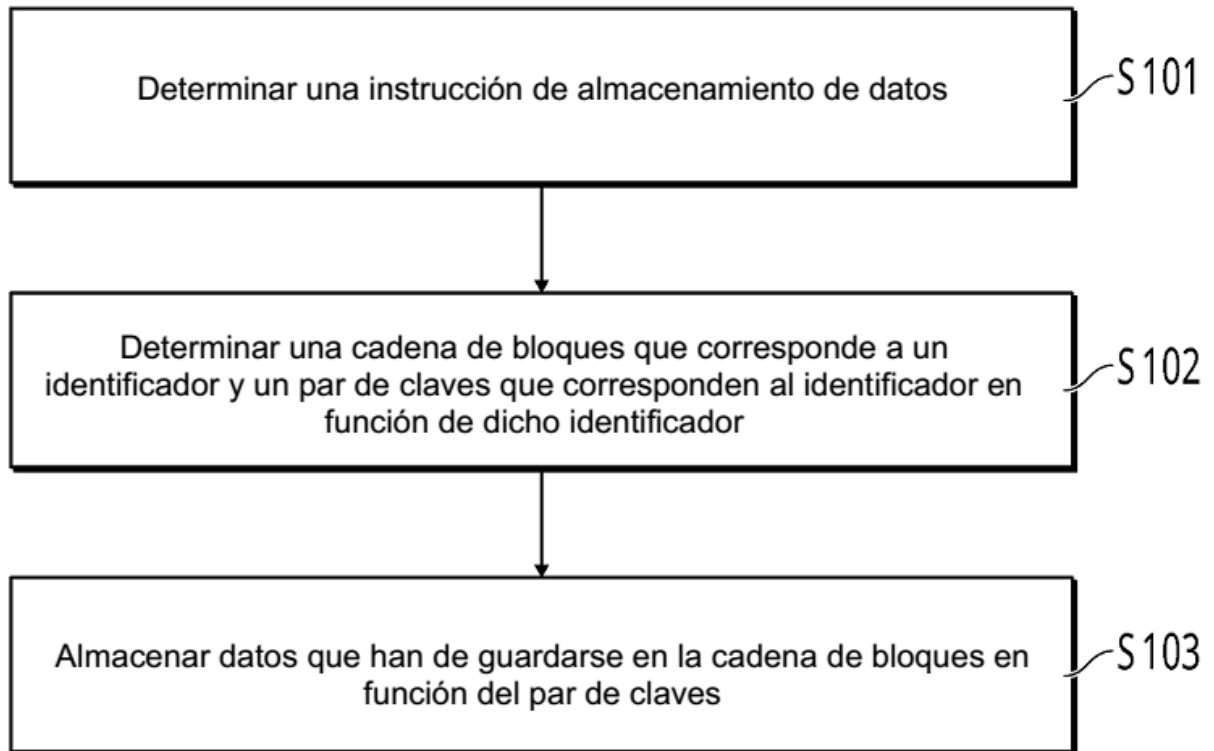 Determinar una instrucción de almacenamiento de datos
S101
Determinar una cadena de bloques que corresponde a un
identificador y un par de claves que corresponden al identificador en
función de dicho identificador
S102
Almacenar datos que han de guardarse en la cadena de bloques en
función del par de claves
S103